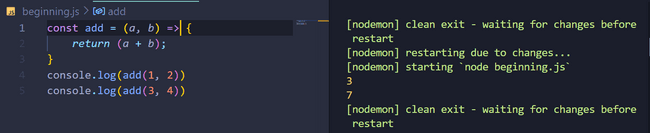 JS beginning.js > add
1 const add = (a, b) => {
2 return (a + b);
3 }
4 console.log(add(1, 2))
5 console.log(add(3, 4))
[nodemon] clean exit - waiting for changes before
restart
[nodemon] restarting due to changes...
[nodemon] starting `node beginning.js`
3
7
[nodemon] clean exit - waiting for changes before
restart